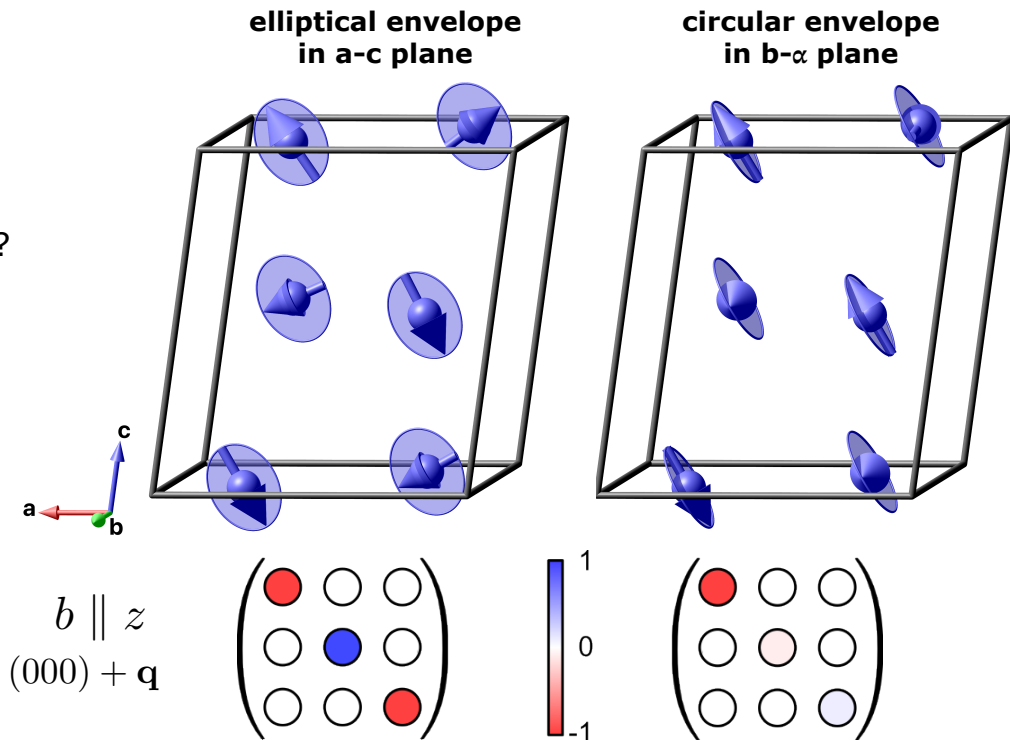 elliptical envelope
in a-c plane
circular envelope
in b-α plane
?
c
a
b
b ∥ z
(000) + q
1
0
-1